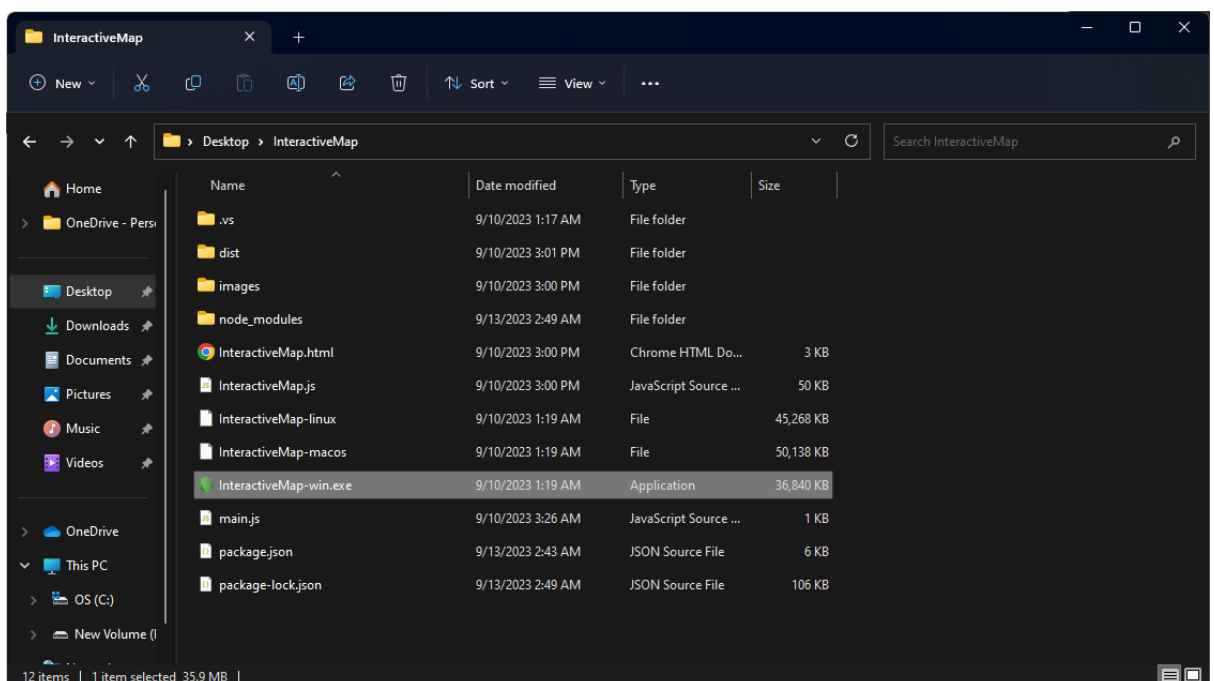 InteractiveMap
New
Sort
View
Desktop > InteractiveMap
Search InteractiveMap
Home
OneDrive - Pers
Desktop
Downloads
Documents
Pictures
Music
Videos
OneDrive
This PC
OS (C:)
New Volume (
Name Date modified Type Size
.vs 9/10/2023 1:17 AM File folder
dist 9/10/2023 3:01 PM File folder
images 9/10/2023 3:00 PM File folder
node_modules 9/13/2023 2:49 AM File folder
InteractiveMap.html 9/10/2023 3:00 PM Chrome HTML Do... 3 KB
InteractiveMap.js 9/10/2023 3:00 PM JavaScript Source ... 50 KB
InteractiveMap-linux 9/10/2023 1:19 AM File 45,268 KB
InteractiveMap-macos 9/10/2023 1:19 AM File 50,138 KB
InteractiveMap-win.exe 9/10/2023 1:19 AM Application 36,840 KB
main.js 9/10/2023 3:26 AM JavaScript Source ... 1 KB
package.json 9/13/2023 2:43 AM JSON Source File 6 KB
package-lock.json 9/13/2023 2:49 AM JSON Source File 106 KB
12 items | 1 item selected 35.9 MB |